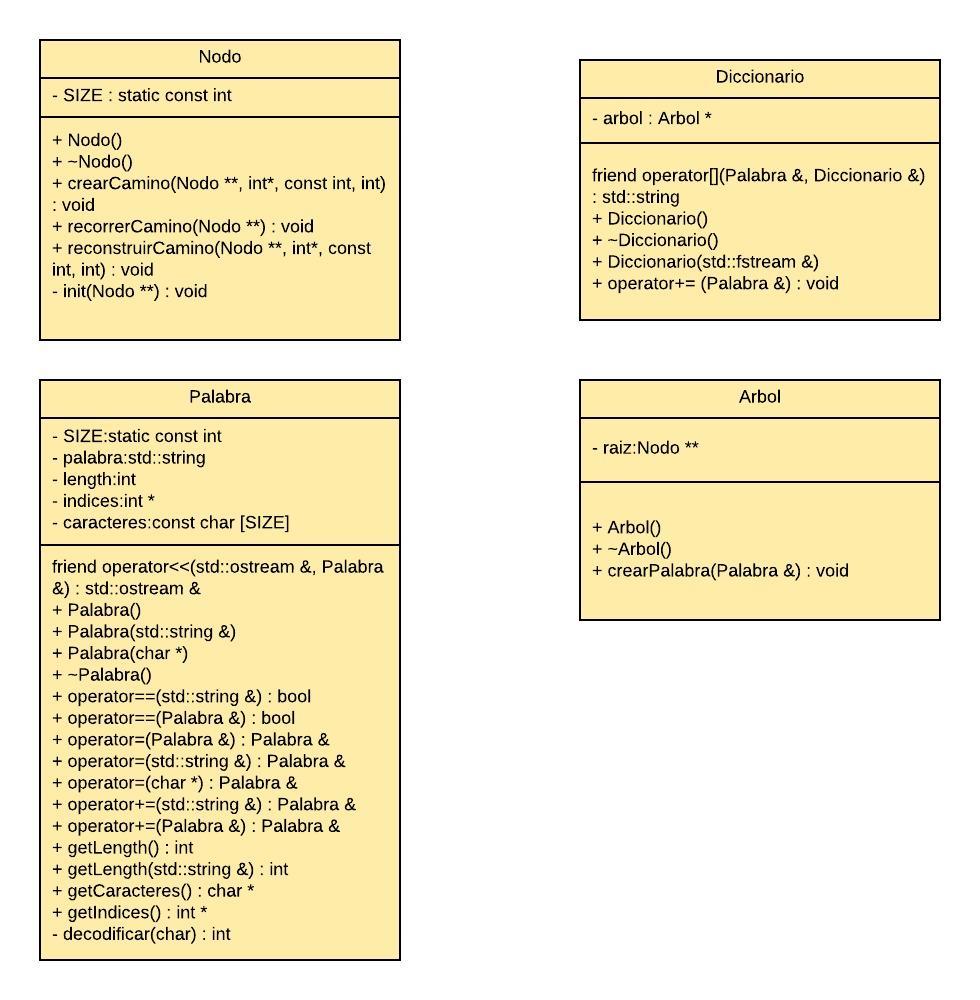 Nodo
- SIZE : static const int
+ Nodo()
+ ~Nodo()
+ crearCamino(Nodo **, int*, const int, int)
: void
+ recorrerCamino(Nodo **) : void
+ reconstruirCamino(Nodo **, int*, const
int, int) : void
- init(Nodo **) : void
Diccionario
- arbol : Arbol *
friend operator[](Palabra &, Diccionario &)
: std::string
+ Diccionario()
+ ~Diccionario()
+ Diccionario(std::fstream &)
+ operator+= (Palabra &) : void
Palabra
- SIZE:static const int
- palabra:std::string
- length:int
- indices:int *
- caracteres:const char [SIZE]
friend operator<<(std::ostream &, Palabra
&) : std::ostream &
+ Palabra()
+ Palabra(std::string &)
+ Palabra(char *)
+ ~Palabra()
+ operator==(std::string &) : bool
+ operator==(Palabra &) : bool
+ operator=(Palabra &) : Palabra &
+ operator=(std::string &) : Palabra &
+ operator=(char *) : Palabra &
+ operator+=(std::string &) : Palabra &
+ operator+=(Palabra &) : Palabra &
+ getLength() : int
+ getLength(std::string &) : int
+ getCaracteres() : char *
+ getIndices() : int *
- decodificar(char) : int
Arbol
- raiz:Nodo **
+ Arbol()
+ ~Arbol()
+ crearPalabra(Palabra &) : void